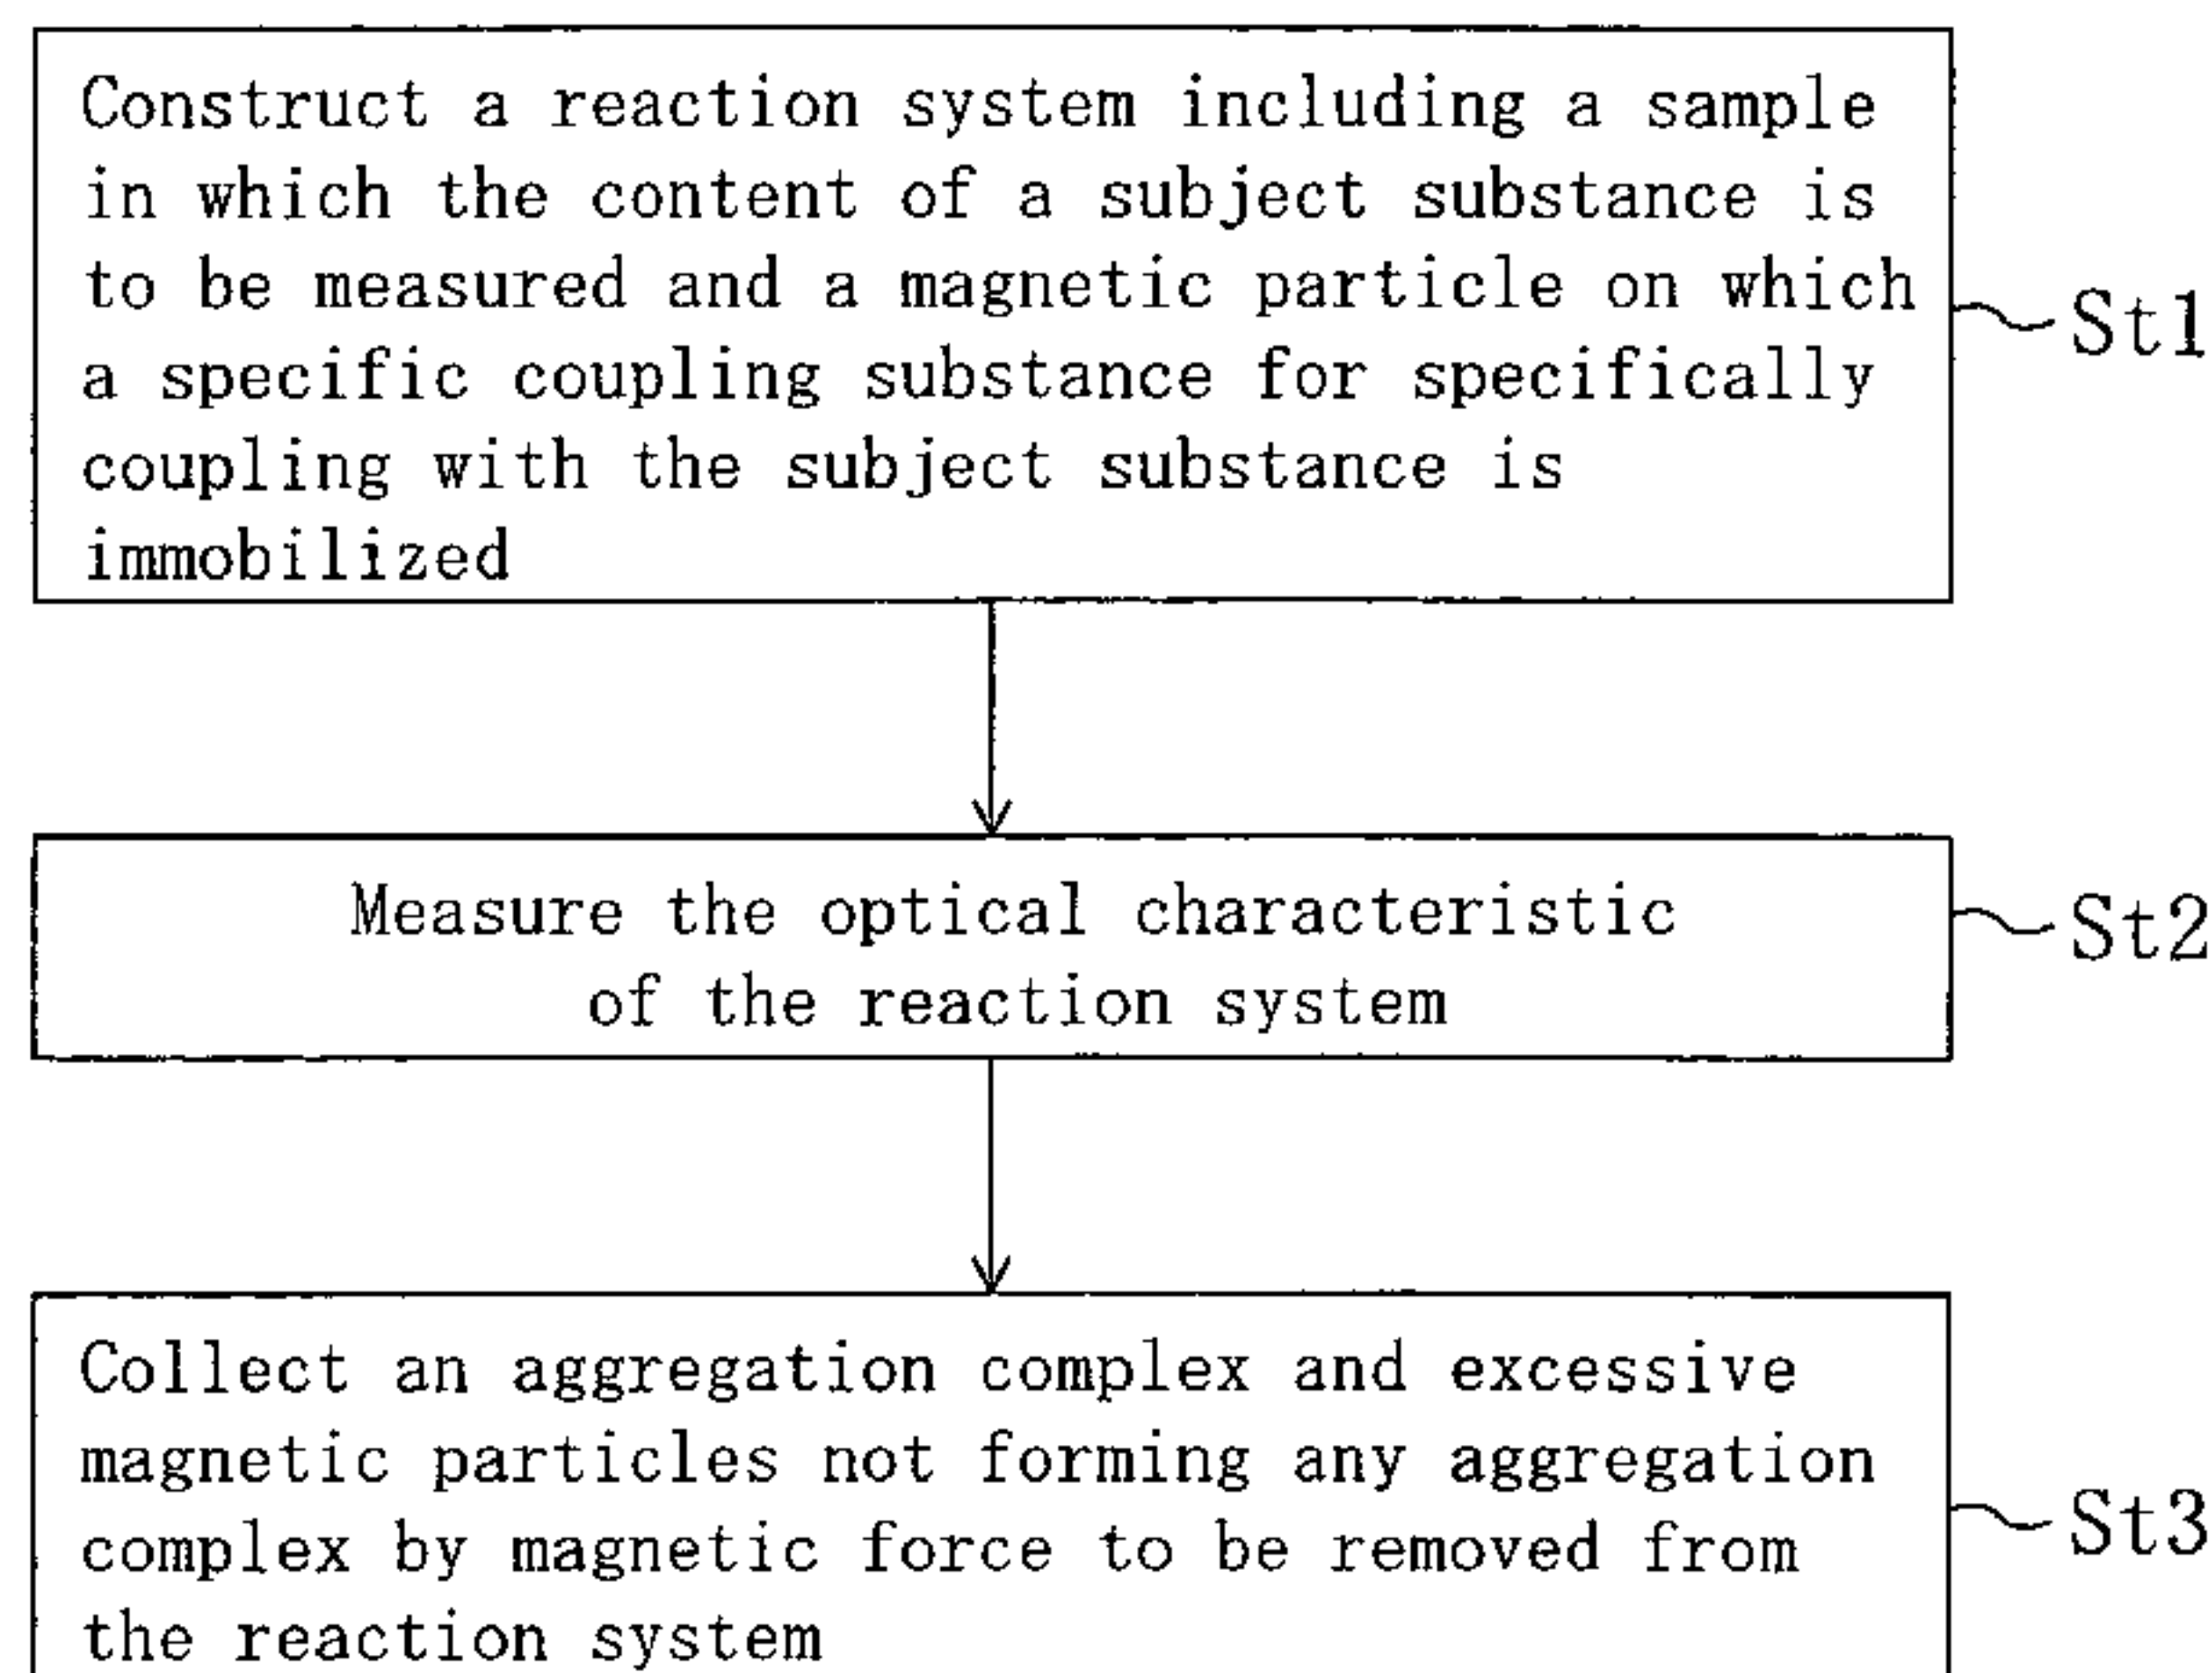 Construct a reaction system including a sample
in which the content of a subject substance is
to be measured and a magnetic particle on which
a specific coupling substance for specifically
coupling with the subject substance is
immobilized
St1
Measure the optical characteristic
of the reaction system
St2
Collect an aggregation complex and excessive
magnetic particles not forming any aggregation
complex by magnetic force to be removed from
the reaction system
St3